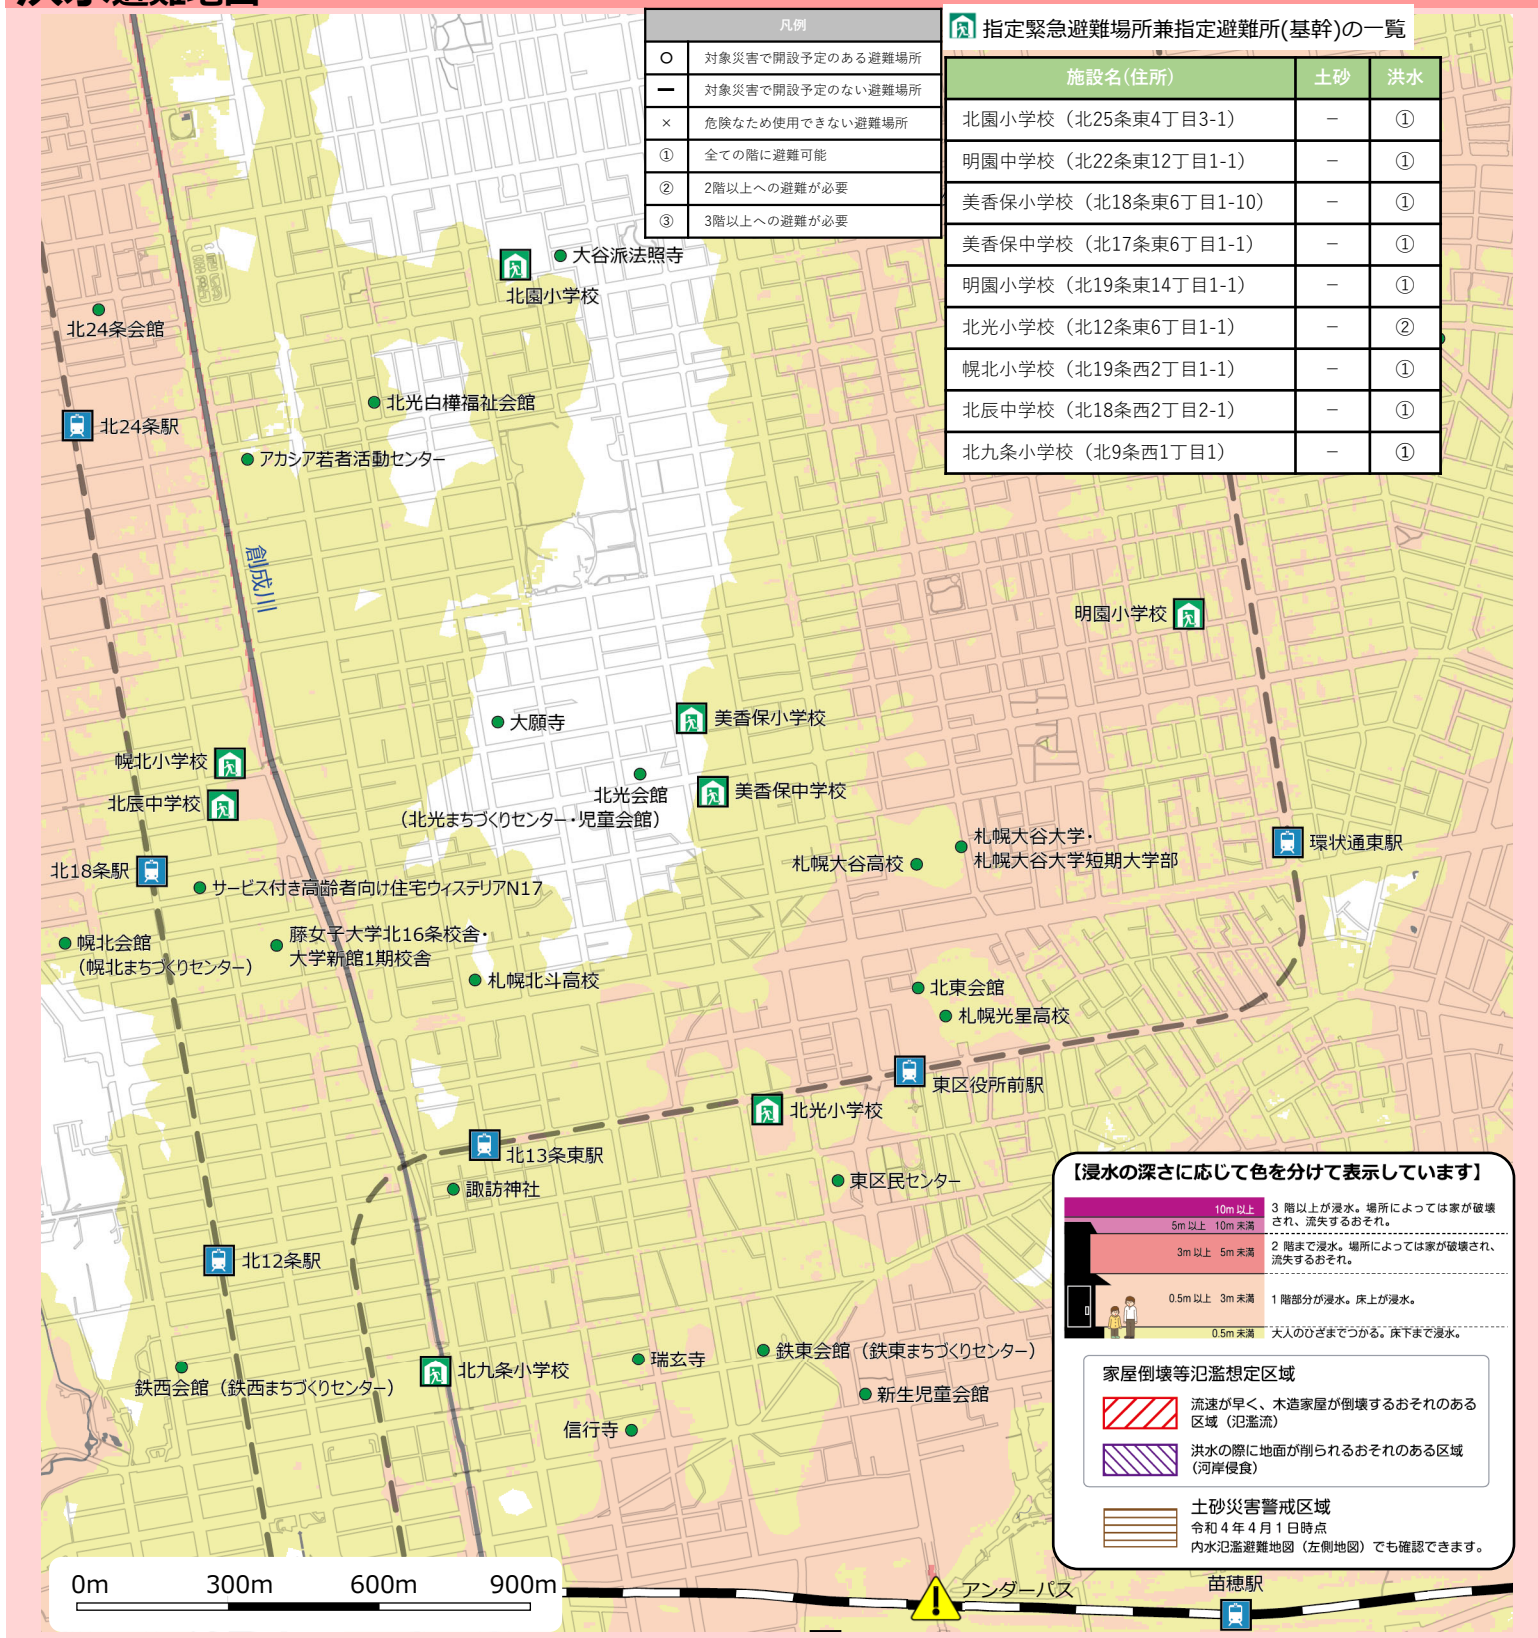 洪水避難地図
凡例
○ 対象災害で開設予定のある避難場所
ー 対象災害で開設予定のない避難場所
× 危険なため使用できない避難場所
① 全ての階に避難可能
② 2階以上への避難が必要
③ 3階以上への避難が必要
指定緊急避難場所兼指定避難所(基幹)の一覧
施設名(住所) 土砂 洪水
北園小学校（北25条東4丁目3-1） － ①
明園中学校（北22条東12丁目1-1） － ①
美香保小学校（北18条東6丁目1-10） － ①
美香保中学校（北17条東6丁目1-1） － ①
明園小学校（北19条東14丁目1-1） － ①
北光小学校（北12条東6丁目1-1） － ②
幌北小学校（北19条西2丁目1-1） － ①
北辰中学校（北18条西2丁目2-1） － ①
北九条小学校（北9条西1丁目1） － ①
大谷派法照寺
北園小学校
北24条会館
北光白樺福祉会館
北24条駅
アカシア若者活動センター
創成川
明園小学校
大願寺
美香保小学校
幌北小学校
北辰中学校
北光会館
（北光まちづくりセンター・児童会館）
美香保中学校
札幌大谷大学・
札幌大谷大学短期大学部
札幌大谷高校
環状通東駅
北18条駅
サービス付き高齢者向け住宅ウィステリアN17
幌北会館
（幌北まちづくりセンター）
藤女子大学北16条校舎・
大学新館1期校舎
札幌北斗高校
北東会館
札幌光星高校
東区役所前駅
北光小学校
北13条東駅
諏訪神社
東区民センター
北12条駅
鉄西会館（鉄西まちづくりセンター）
北九条小学校
瑞玄寺
鉄東会館（鉄東まちづくりセンター）
新生児童会館
信行寺
【浸水の深さに応じて色を分けて表示しています】
10m 以上 3 階以上が浸水。場所によっては家が破壊
され、流失するおそれ。
5m 以上 10m 未満
3m 以上 5m 未満 2 階まで浸水。場所によっては家が破壊され、
流失するおそれ。
0.5m 以上 3m 未満 1 階部分が浸水。床上が浸水。
0.5m 未満 大人のひざまでつかる。床下まで浸水。
家屋倒壊等氾濫想定区域
流速が早く、木造家屋が倒壊するおそれのある
区域（氾濫流）
洪水の際に地面が削られるおそれのある区域
（河岸侵食）
土砂災害警戒区域
令和４年４月１日時点
内水氾濫避難地図（左側地図）でも確認できます。
0m 300m 600m 900m
アンダーパス
苗穂駅